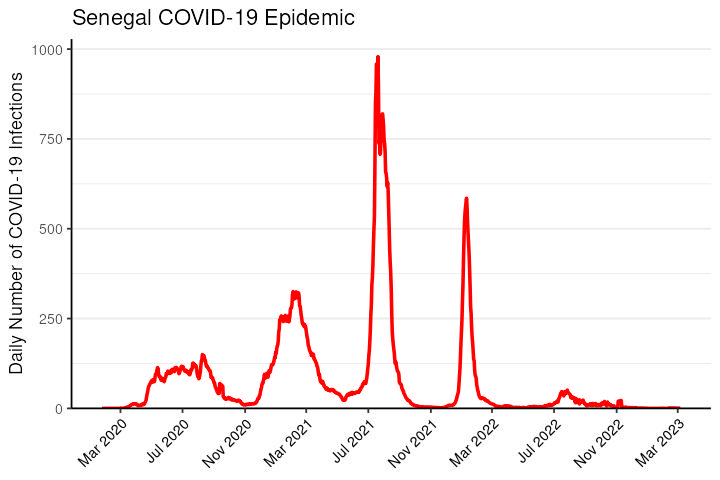 Senegal COVID-19 Epidemic
Daily Number of COVID-19 Infections
1000
750
500
250
0
Mar 2020
Jul 2020
Nov 2020
Mar 2021
Jul 2021
Nov 2021
Mar 2022
Jul 2022
Nov 2022
Mar 2023